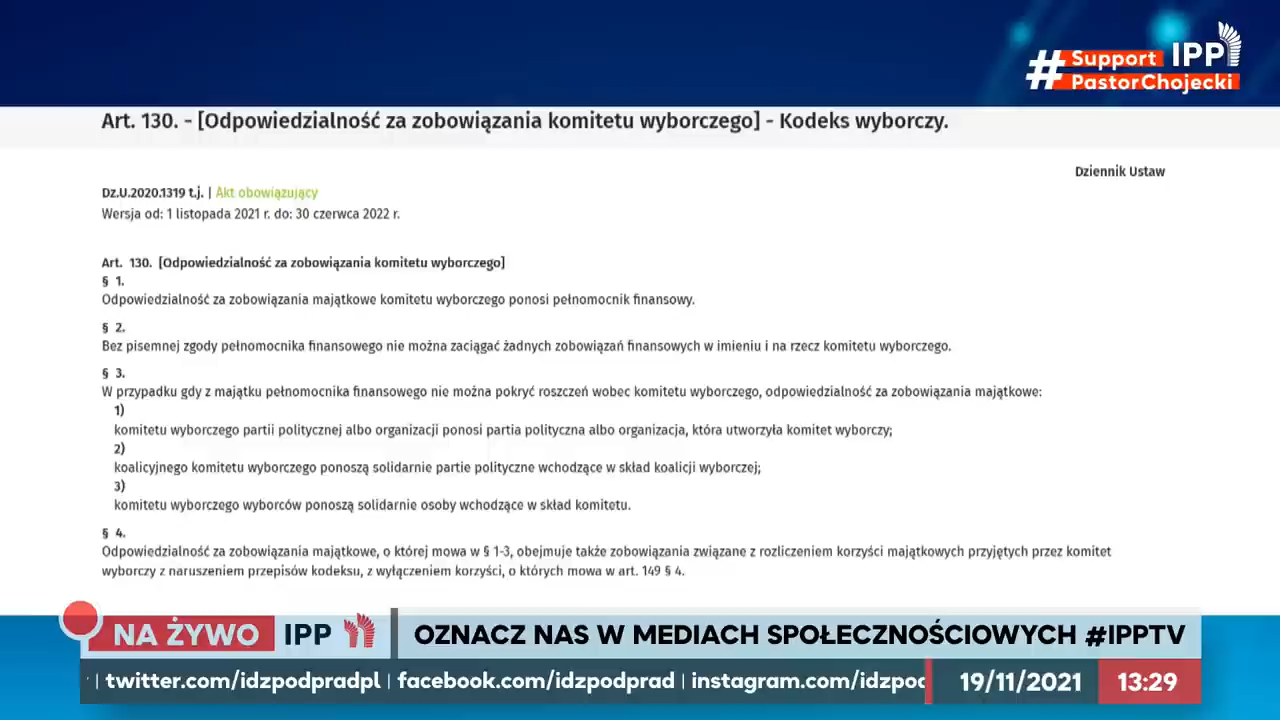 #Support IPP
PastorChojecki
Art. 130. - [Odpowiedzialność za zobowiązania komitetu wyborczego] - Kodeks wyborczy.
Dziennik Ustaw
Dz.U.2020.1319 t.j. | Akt obowiązujący
Wersja od: 1 listopada 2021 r. do: 30 czerwca 2022 r.
Art. 130. [Odpowiedzialność za zobowiązania komitetu wyborczego]
§ 1.
Odpowiedzialność za zobowiązania majątkowe komitetu wyborczego ponosi pełnomocnik finansowy.
§ 2.
Bez pisemnej zgody pełnomocnika finansowego nie można zaciągać żadnych zobowiązań finansowych w imieniu i na rzecz komitetu wyborczego.
§ 3.
W przypadku gdy z majątku pełnomocnika finansowego nie można pokryć roszczeń wobec komitetu wyborczego, odpowiedzialność za zobowiązania majątkowe:
1)
komitetu wyborczego partii politycznej albo organizacji ponosi partia polityczna albo organizacja, która utworzyła komitet wyborczy;
2)
koalicyjnego komitetu wyborczego ponoszą solidarnie partie polityczne wchodzące w skład koalicji wyborczej;
3)
komitetu wyborczego wyborców ponoszą solidarnie osoby wchodzące w skład komitetu.
§ 4.
Odpowiedzialność za zobowiązania majątkowe, o której mowa w § 1-3, obejmuje także zobowiązania związane z rozliczeniem korzyści majątkowych przyjętych przez komitet
wyborczy z naruszeniem przepisów kodeksu, z wyłączeniem korzyści, o których mowa w art. 149 § 4.
NA ŻYWO IPP OZNACZ NAS W MEDIACH SPOŁECZNOŚCIOWYCH #IPPTV
| twitter.com/idzpodpradpl | facebook.com/idzpodprad | instagram.com/idzpod 19/11/2021 13:29